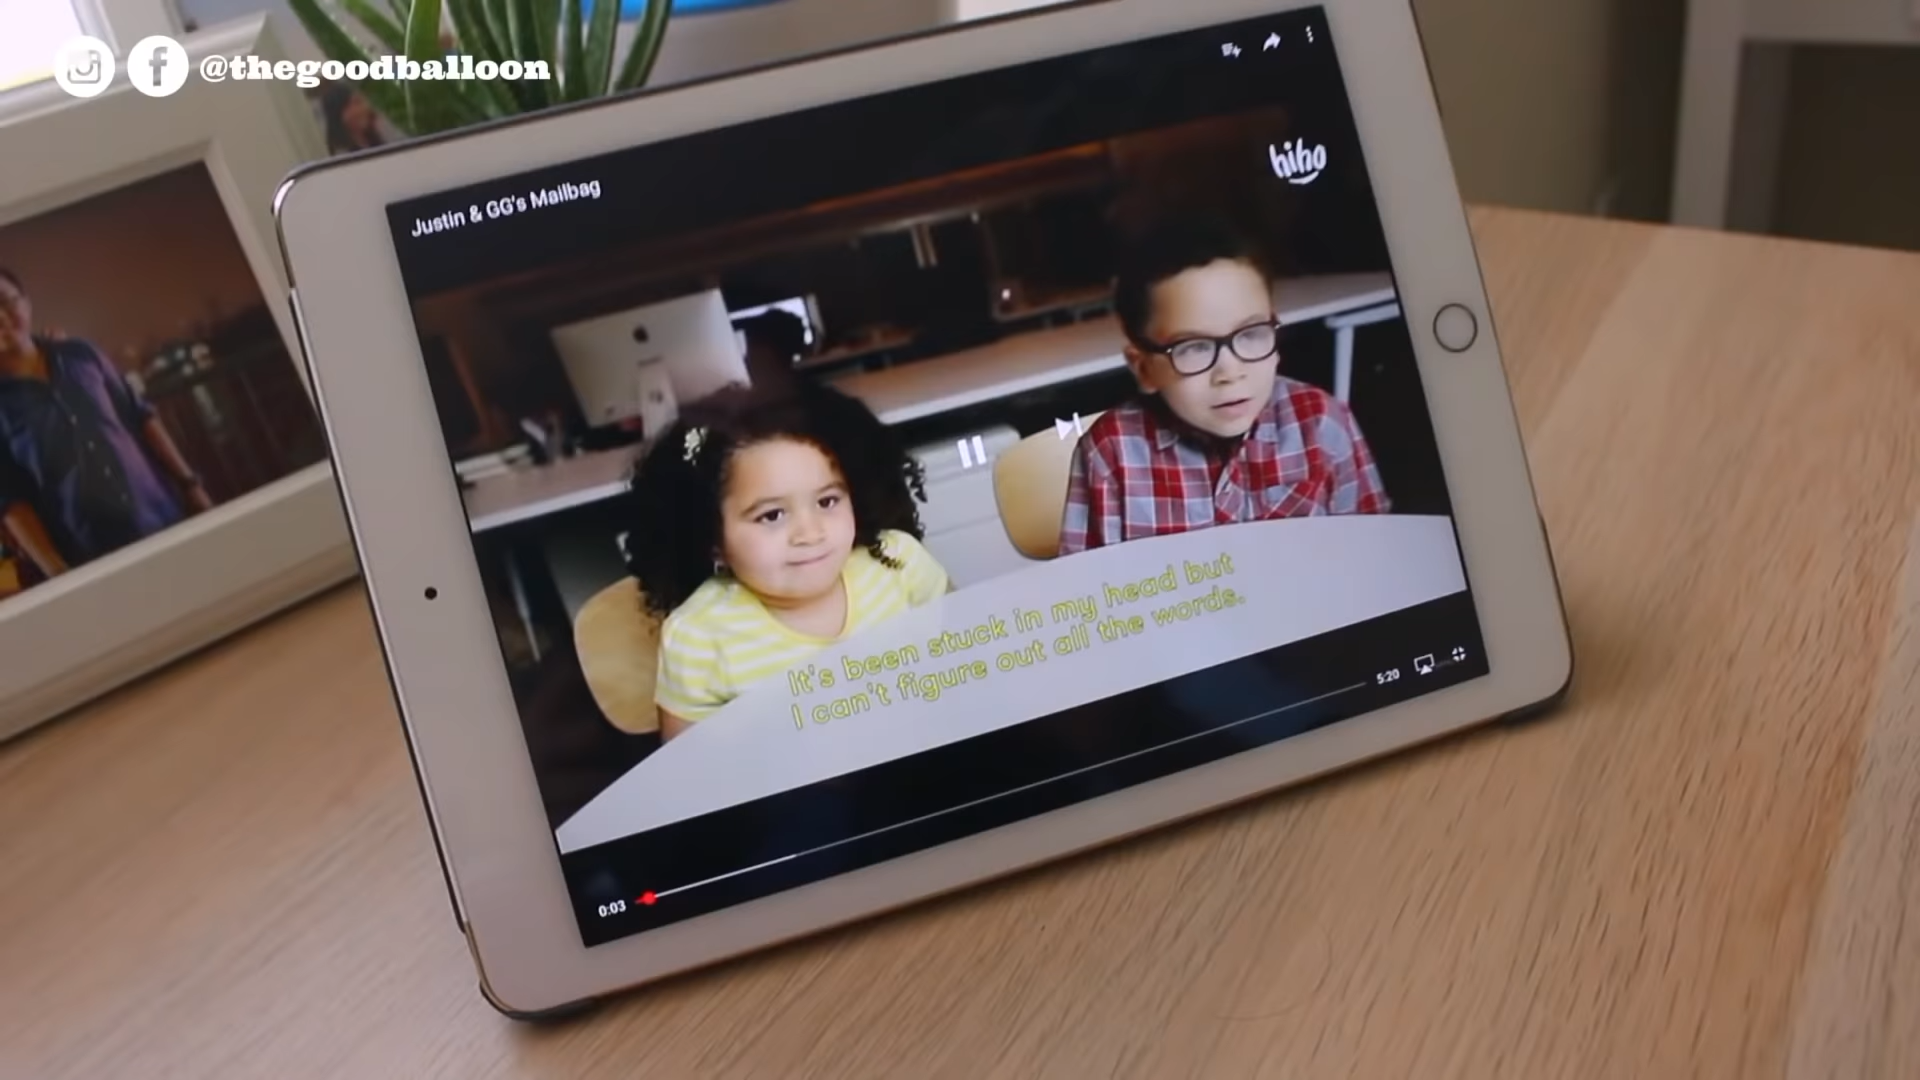 @thegoodballoon
Justin & GG's Mailbag
hiho
It's been stuck in my head but
I can't figure out all the words.
0:03
5:20